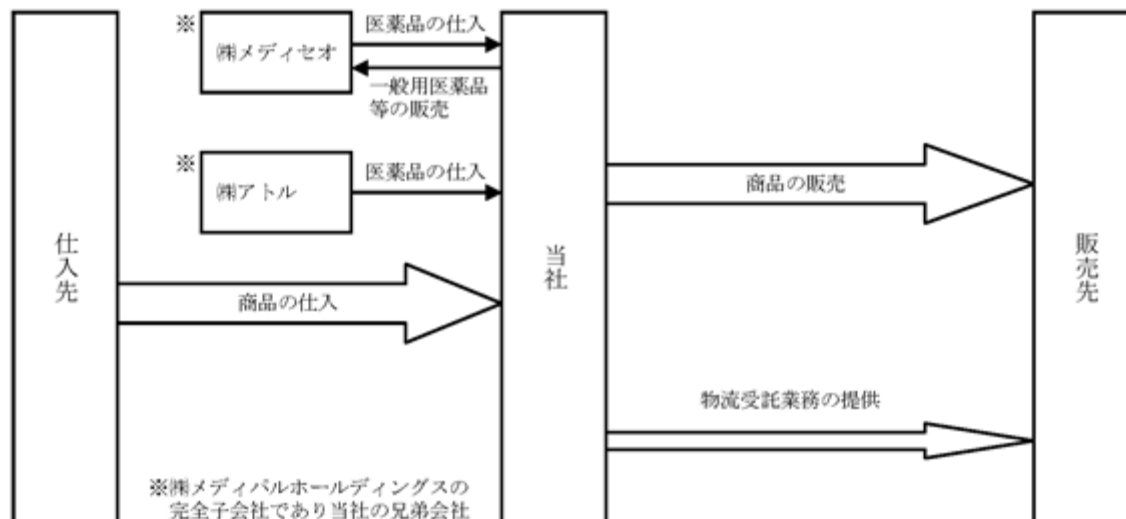 ※
㈱メディセオ
医薬品の仕入
一般用医薬品
等の販売
※
㈱アトル
医薬品の仕入
仕入先
商品の仕入
当社
商品の販売
物流受託業務の提供
販売先
※㈱メディパルホールディングスの
完全子会社であり当社の兄弟会社